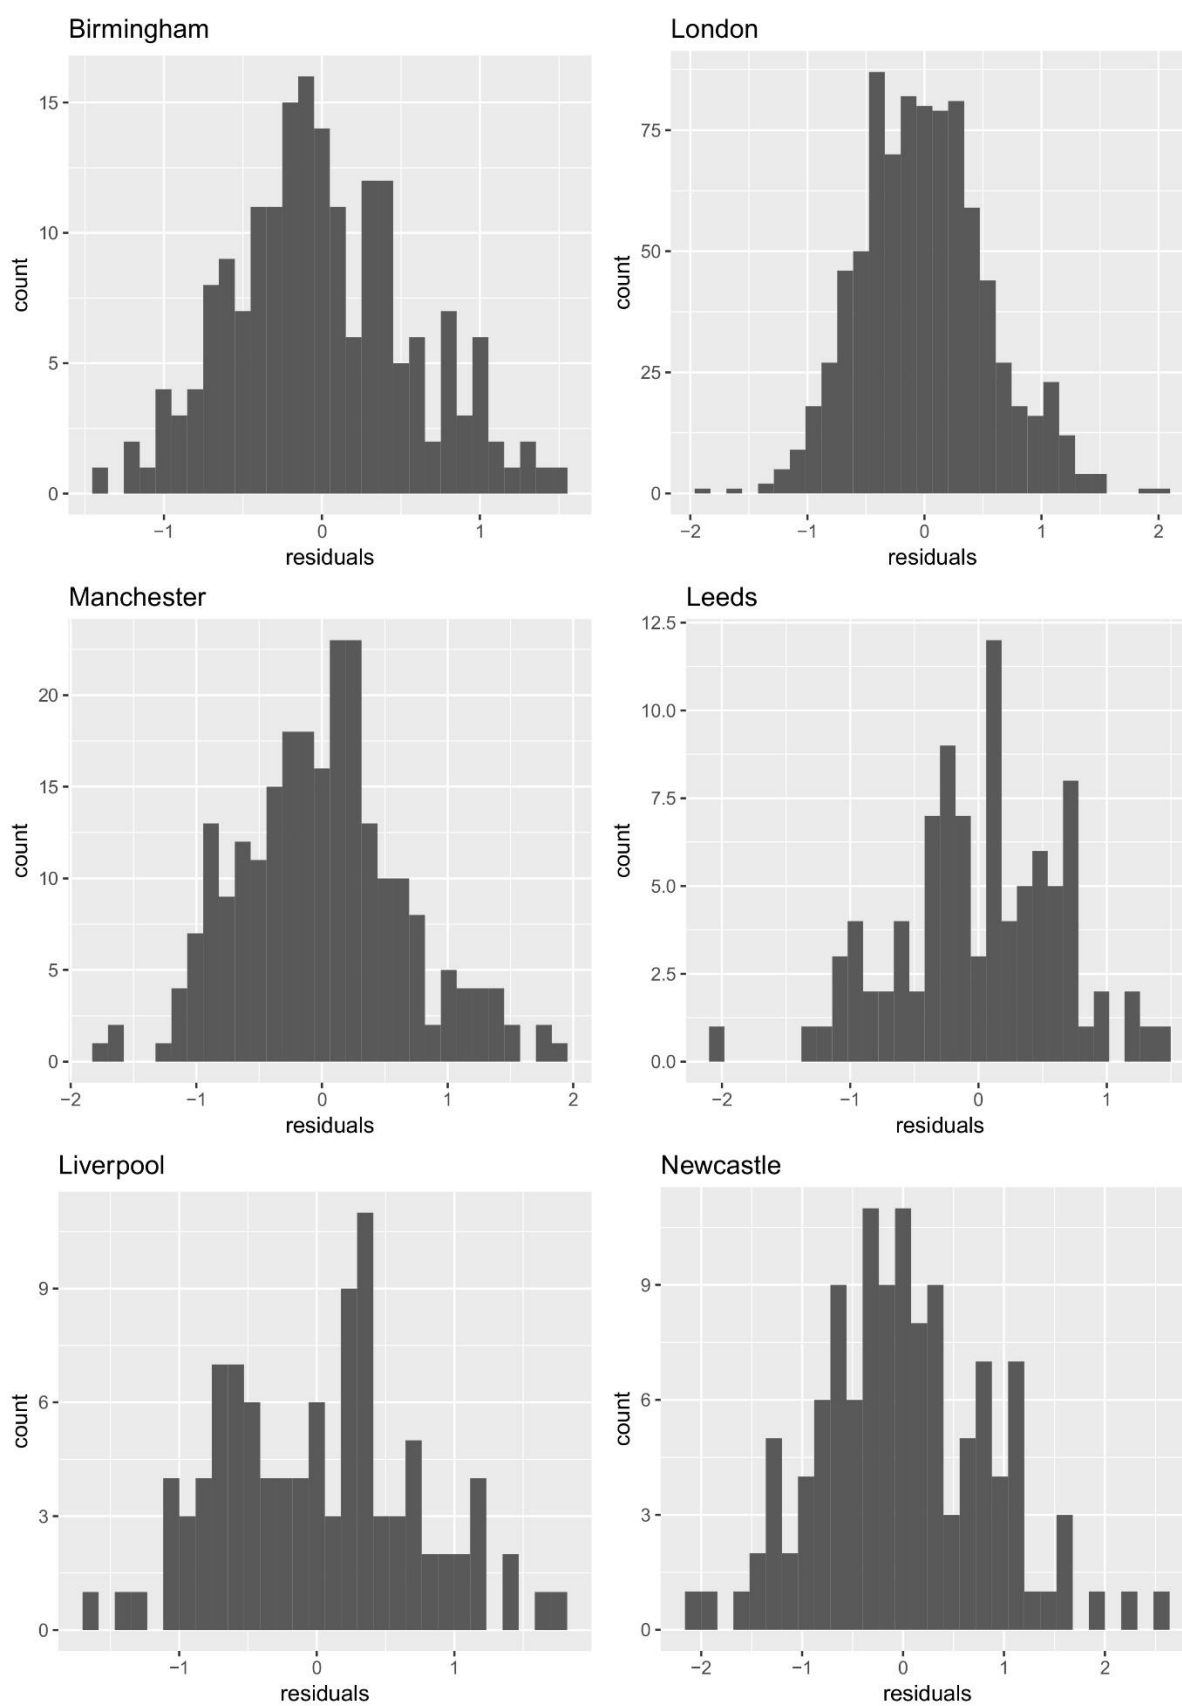 Birmingham
15
10
5
0
count
−1
0
1
residuals
London
75
50
25
0
count
−2
−1
0
1
2
residuals
Manchester
20
15
10
5
0
count
−2
−1
0
1
2
residuals
Leeds
12.5
10.0
7.5
5.0
2.5
0.0
count
−2
−1
0
1
residuals
Liverpool
9
6
3
0
count
−1
0
1
residuals
Newcastle
9
6
3
0
count
−2
−1
0
1
2
residuals